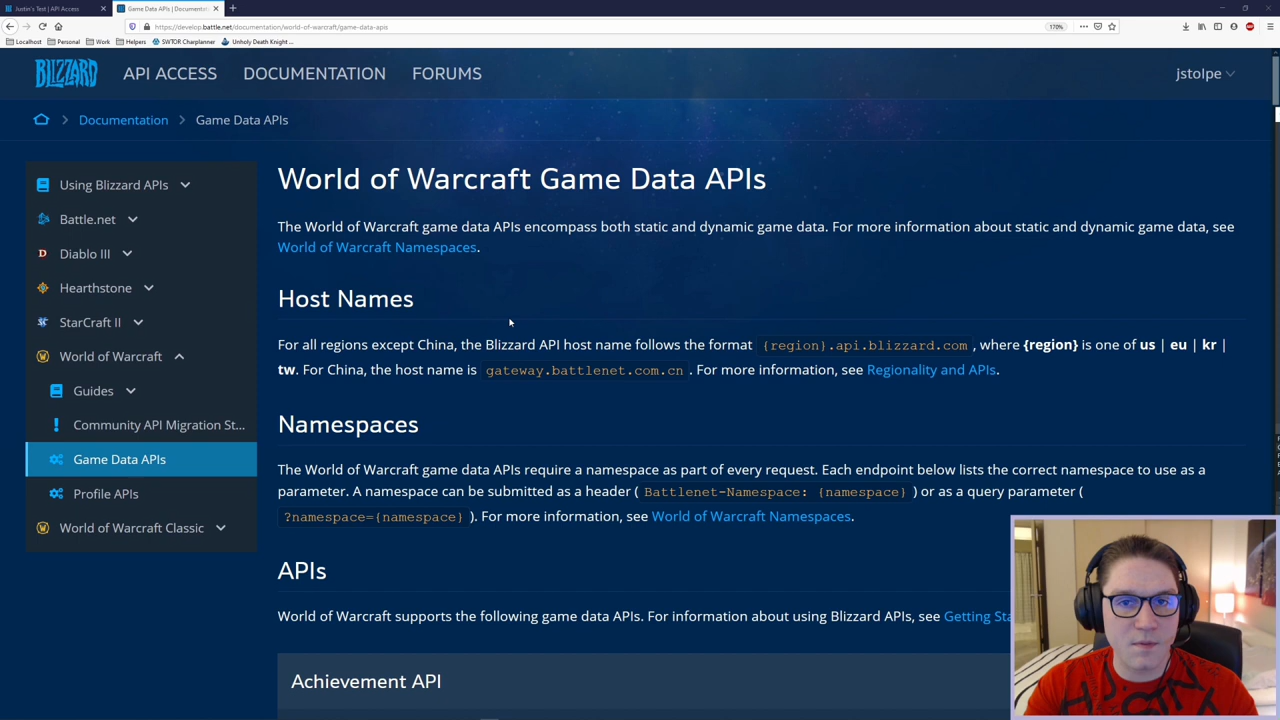 Justin's Test | API Access
Game Data APIs | Documentati
https://develop.battle.net/documentation/world-of-warcraft/game-data-apis
170%
Localhost Personal Work Helpers SWTOR Charplanner Unholy Death Knight ...
BLIZZARD API ACCESS DOCUMENTATION FORUMS jstolpe
Documentation Game Data APIs
Using Blizzard APIs
Battle.net
Diablo III
Hearthstone
StarCraft II
World of Warcraft
Guides
Community API Migration St...
Game Data APIs
Profile APIs
World of Warcraft Classic
World of Warcraft Game Data APIs
The World of Warcraft game data APIs encompass both static and dynamic game data. For more information about static and dynamic game data, see
World of Warcraft Namespaces.
Host Names
For all regions except China, the Blizzard API host name follows the format {region}.api.blizzard.com , where {region} is one of us | eu | kr |
tw. For China, the host name is gateway.battlenet.com.cn . For more information, see Regionality and APIs.
Namespaces
The World of Warcraft game data APIs require a namespace as part of every request. Each endpoint below lists the correct namespace to use as a
parameter. A namespace can be submitted as a header ( Battlenet-Namespace: {namespace} ) or as a query parameter (
?namespace={namespace} ). For more information, see World of Warcraft Namespaces.
APIs
World of Warcraft supports the following game data APIs. For information about using Blizzard APIs, see Getting Sta
Achievement API